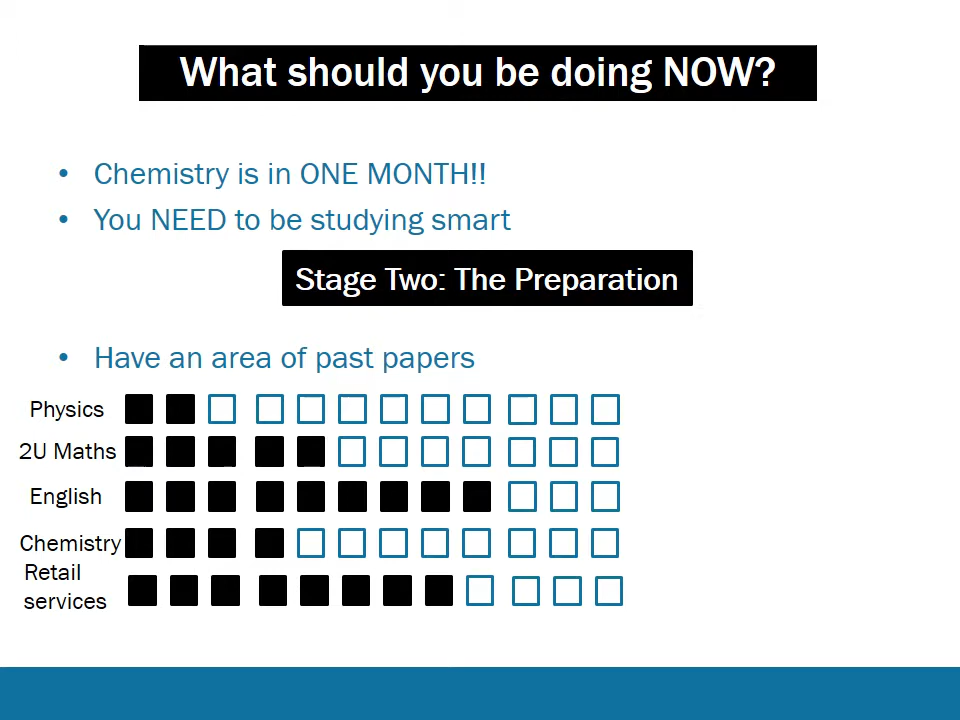 What should you be doing NOW?
• Chemistry is in ONE MONTH!!
• You NEED to be studying smart
Stage Two: The Preparation
• Have an area of past papers
Physics
2U Maths
English
Chemistry
Retail
services